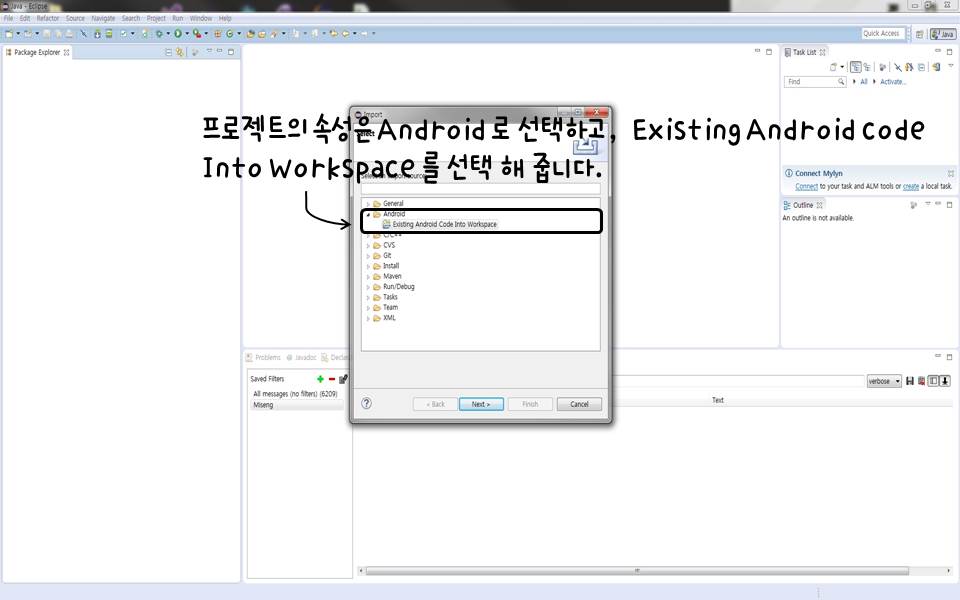 Java - Eclipse
File Edit Refactor Source Navigate Search Project Run Window Help
Quick Access
Java
Package Explorer
Task List
Find
All
Activate...
Import
프로젝트의 속성은 Android 로 선택하고, Existing Android Code
Into Workspace 를 선택 해 줍니다.
Select
General
Android
Existing Android Code Into Workspace
C/C++
CVS
Git
Install
Maven
Run/Debug
Tasks
Team
XML
< Back Next > Finish Cancel
Connect Mylyn
Connect to your task and ALM tools or create a local task.
Outline
An outline is not available.
Problems Javadoc
Saved Filters
All messages (no filters) (6209)
Miseng
verbose
Text